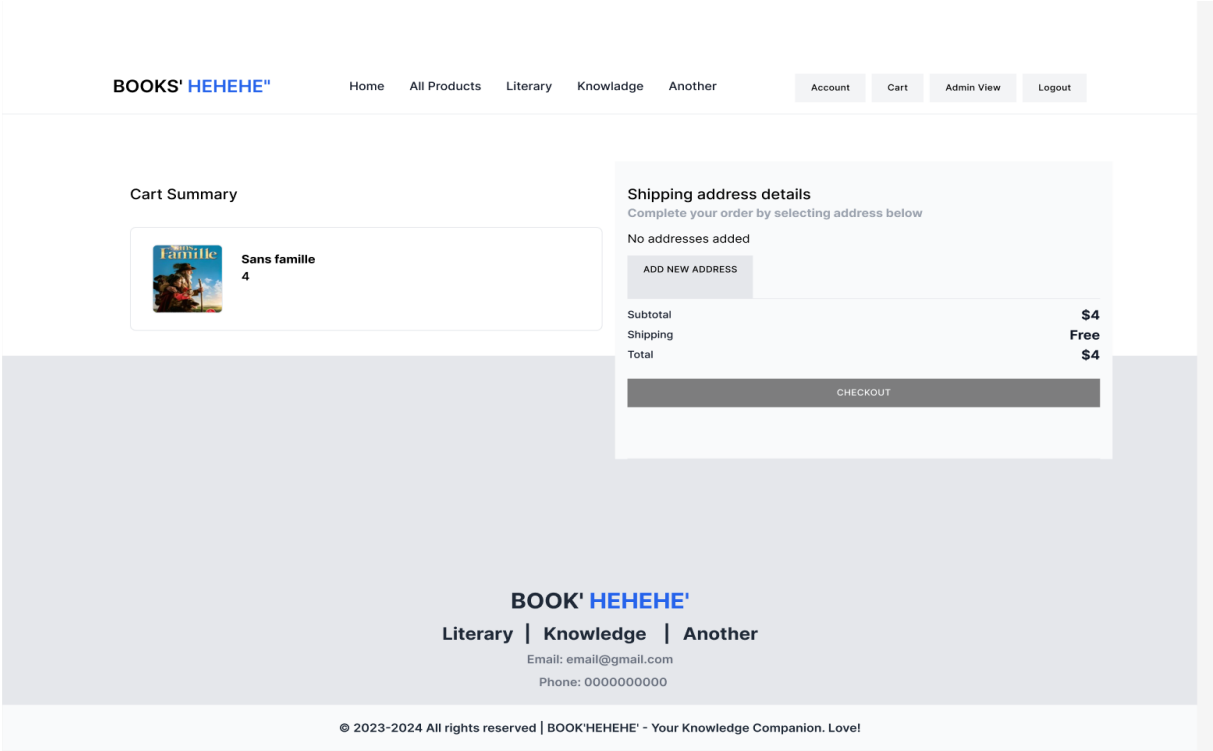 BOOKS' HEHEHE"
Home All Products Literary Knowladge Another
Account Cart Admin View Logout
Cart Summary
Sans
Famille
Sans famille
4
Shipping address details
Complete your order by selecting address below
No addresses added
ADD NEW ADDRESS
Subtotal $4
Shipping Free
Total $4
CHECKOUT
BOOK' HEHEHE'
Literary | Knowledge | Another
Email: email@gmail.com
Phone: 0000000000
© 2023-2024 All rights reserved | BOOK'HEHEHE' - Your Knowledge Companion. Love!